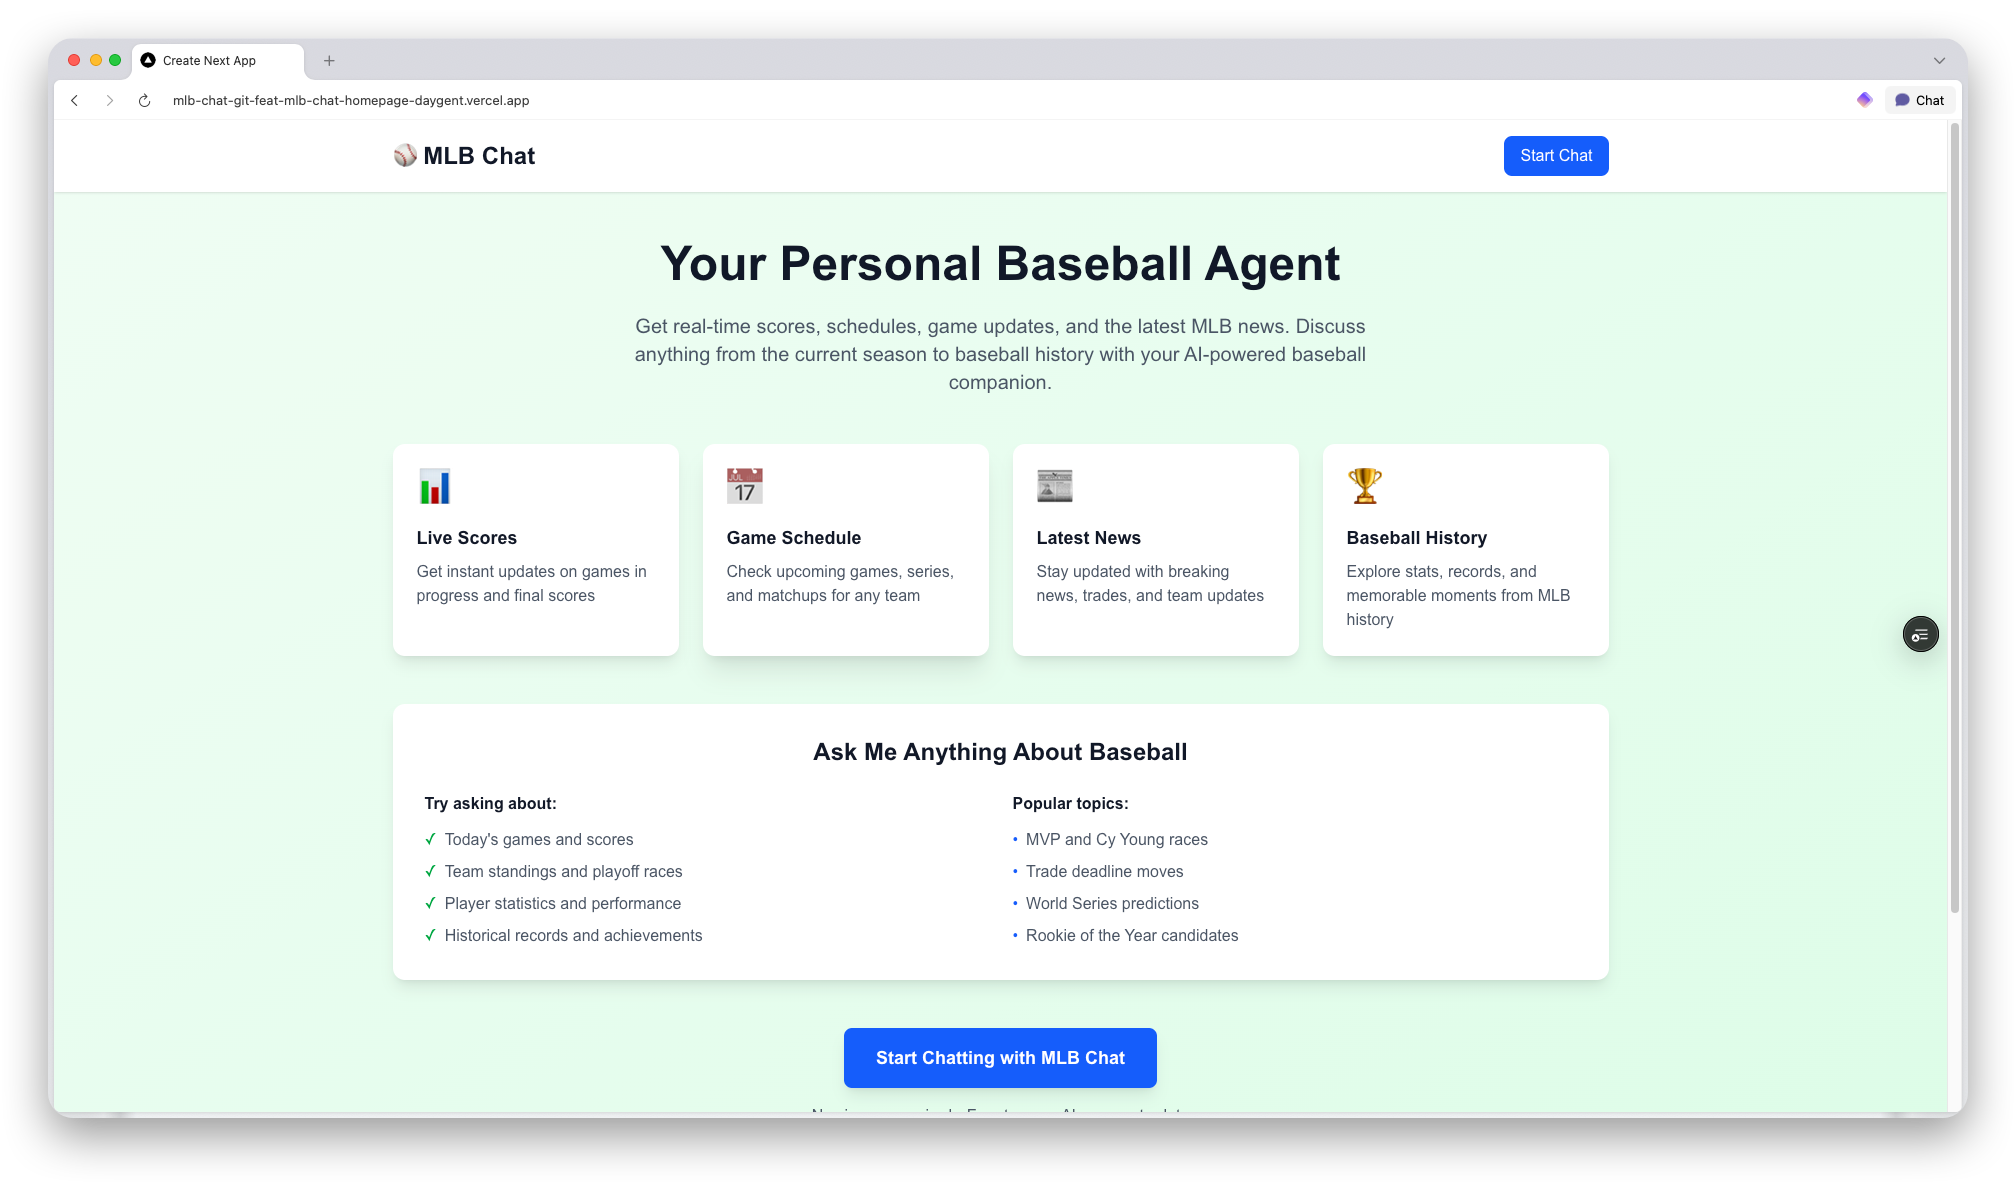 Create Next App
mlb-chat-git-feat-mlb-chat-homepage-daygent.vercel.app
Chat
MLB Chat
Start Chat
Your Personal Baseball Agent
Get real-time scores, schedules, game updates, and the latest MLB news. Discuss
anything from the current season to baseball history with your AI-powered baseball
companion.
JUL
17
Live Scores
Get instant updates on games in
progress and final scores
Game Schedule
Check upcoming games, series,
and matchups for any team
Latest News
Stay updated with breaking
news, trades, and team updates
Baseball History
Explore stats, records, and
memorable moments from MLB
history
Ask Me Anything About Baseball
Try asking about:
✓ Today's games and scores
✓ Team standings and playoff races
✓ Player statistics and performance
✓ Historical records and achievements
Popular topics:
• MVP and Cy Young races
• Trade deadline moves
• World Series predictions
• Rookie of the Year candidates
Start Chatting with MLB Chat